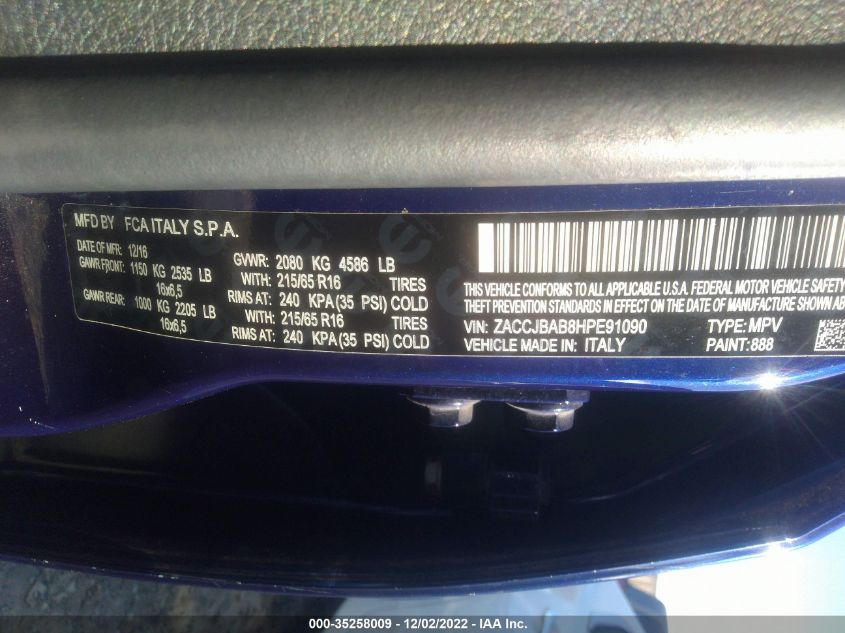 MFD BY FCA ITALY S.P.A.
DATE OF MFR: 12/16
GAWR FRONT: 1150 KG 2535 LB
16x6,5
GAWR REAR: 1000 KG 2205 LB
16x6,5
GVWR: 2080 KG 4586 LB
WITH: 215/65 R16 TIRES
RIMS AT: 240 KPA(35 PSI) COLD
WITH: 215/65 R16 TIRES
RIMS AT: 240 KPA(35 PSI) COLD
THIS VEHICLE CONFORMS TO ALL APPLICABLE U.S.A. FEDERAL MOTOR VEHICLE SAFETY
THEFT PREVENTION STANDARDS IN EFFECT ON THE DATE OF MANUFACTURE SHOWN ABOV
VIN: ZACCJBAB8HPE91090 TYPE: MPV
VEHICLE MADE IN: ITALY PAINT: 888
000-35258009 - 12/02/2022 - IAA Inc.